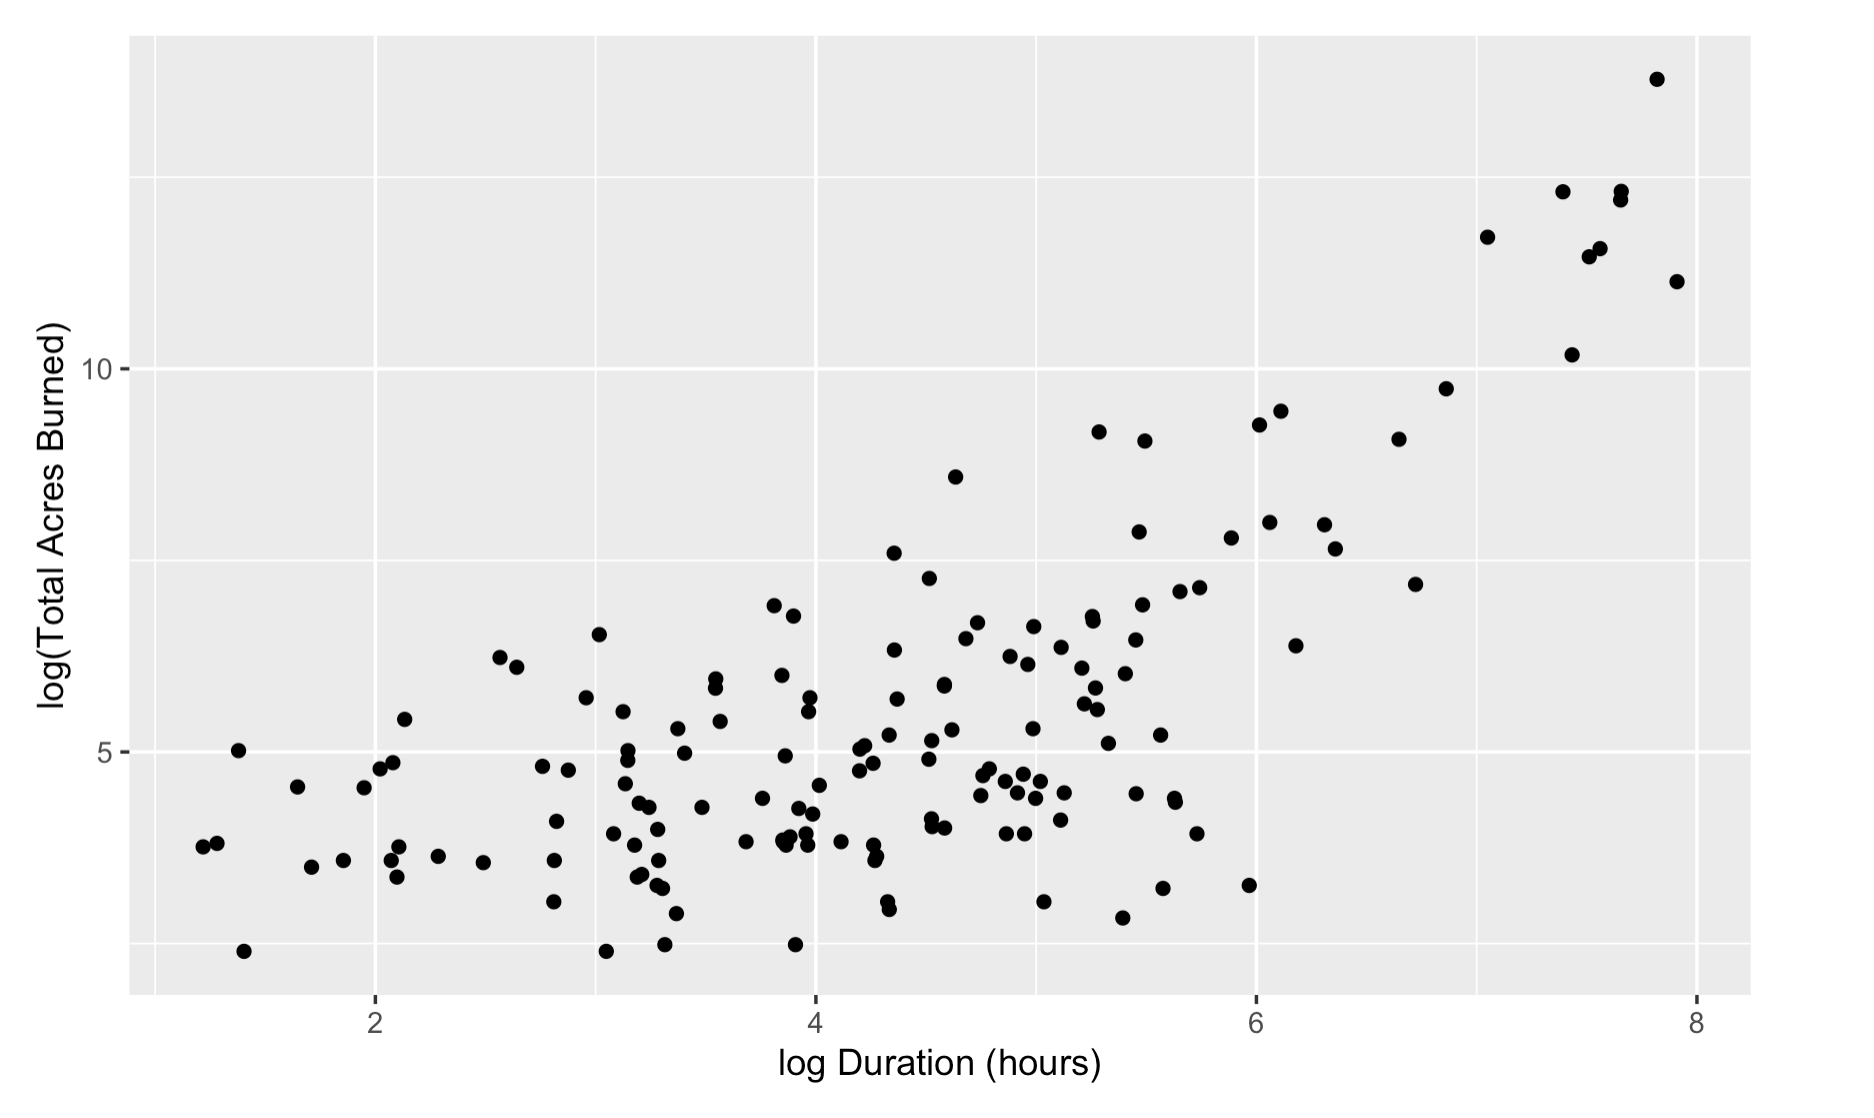 log(Total Acres Burned)
10
5
2 4 6 8
log Duration (hours)